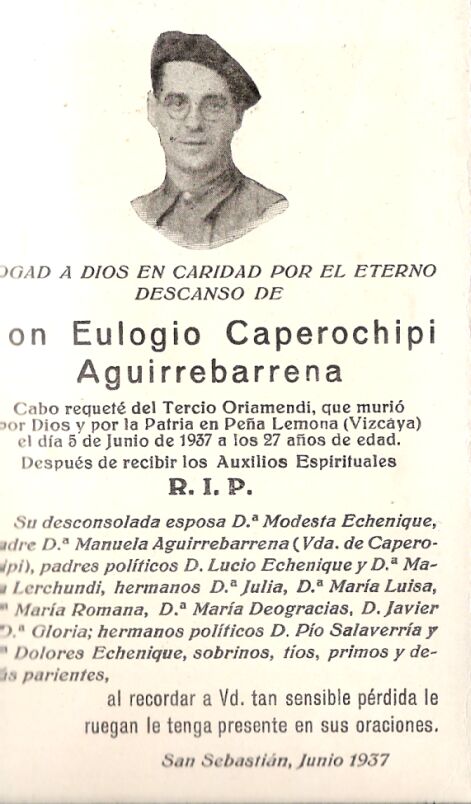 OGAD A DIOS EN CARIDAD POR EL ETERNO
DESCANSO DE
on Eulogio Caperochipi
Aguirrebarrena
Cabo requeté del Tercio Oriamendi, que murió
por Dios y por la Patria en Peña Lemona (Vizcaya)
el día 5 de Junio de 1937 a los 27 años de edad.
Después de recibir los Auxilios Espirituales
R. I. P.
Su desconsolada esposa D.ª Modesta Echenique,
adre D.ª Manuela Aguirrebarrena (Vda. de Capero-
ipi), padres políticos D. Lucio Echenique y D.ª Ma-
a Lerchundi, hermanos D.ª Julia, D.ª María Luisa,
ª María Romana, D.ª María Deogracias, D. Javier
D.ª Gloria; hermanos políticos D. Pío Salaverría y
ª Dolores Echenique, sobrinos, tíos, primos y de-
ás parientes,
al recordar a Vd. tan sensible pérdida le
ruegan le tenga presente en sus oraciones.
San Sebastián, Junio 1937